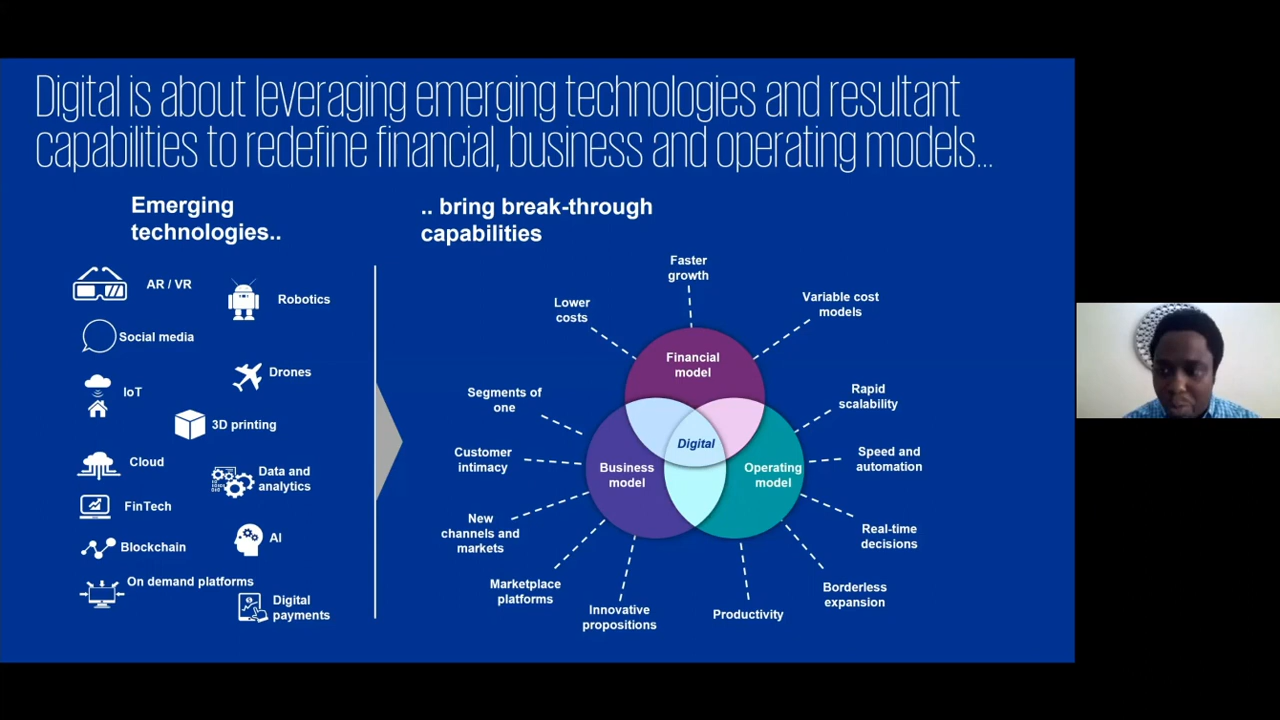 Digital is about leveraging emerging technologies and resultant
capabilities to redefine financial, business and operating models...
Emerging
technologies..
AR / VR
Robotics
Social media
Drones
IoT
3D printing
Cloud
Data and
analytics
FinTech
AI
Blockchain
On demand platforms
Digital
payments
.. bring break-through
capabilities
Faster
growth
Lower
costs
Variable cost
models
Financial
model
Segments of
one
Rapid
scalability
Digital
Customer
intimacy
Business
model
Operating
model
Speed and
automation
New
channels and
markets
Real-time
decisions
Marketplace
platforms
Borderless
expansion
Innovative
propositions
Productivity